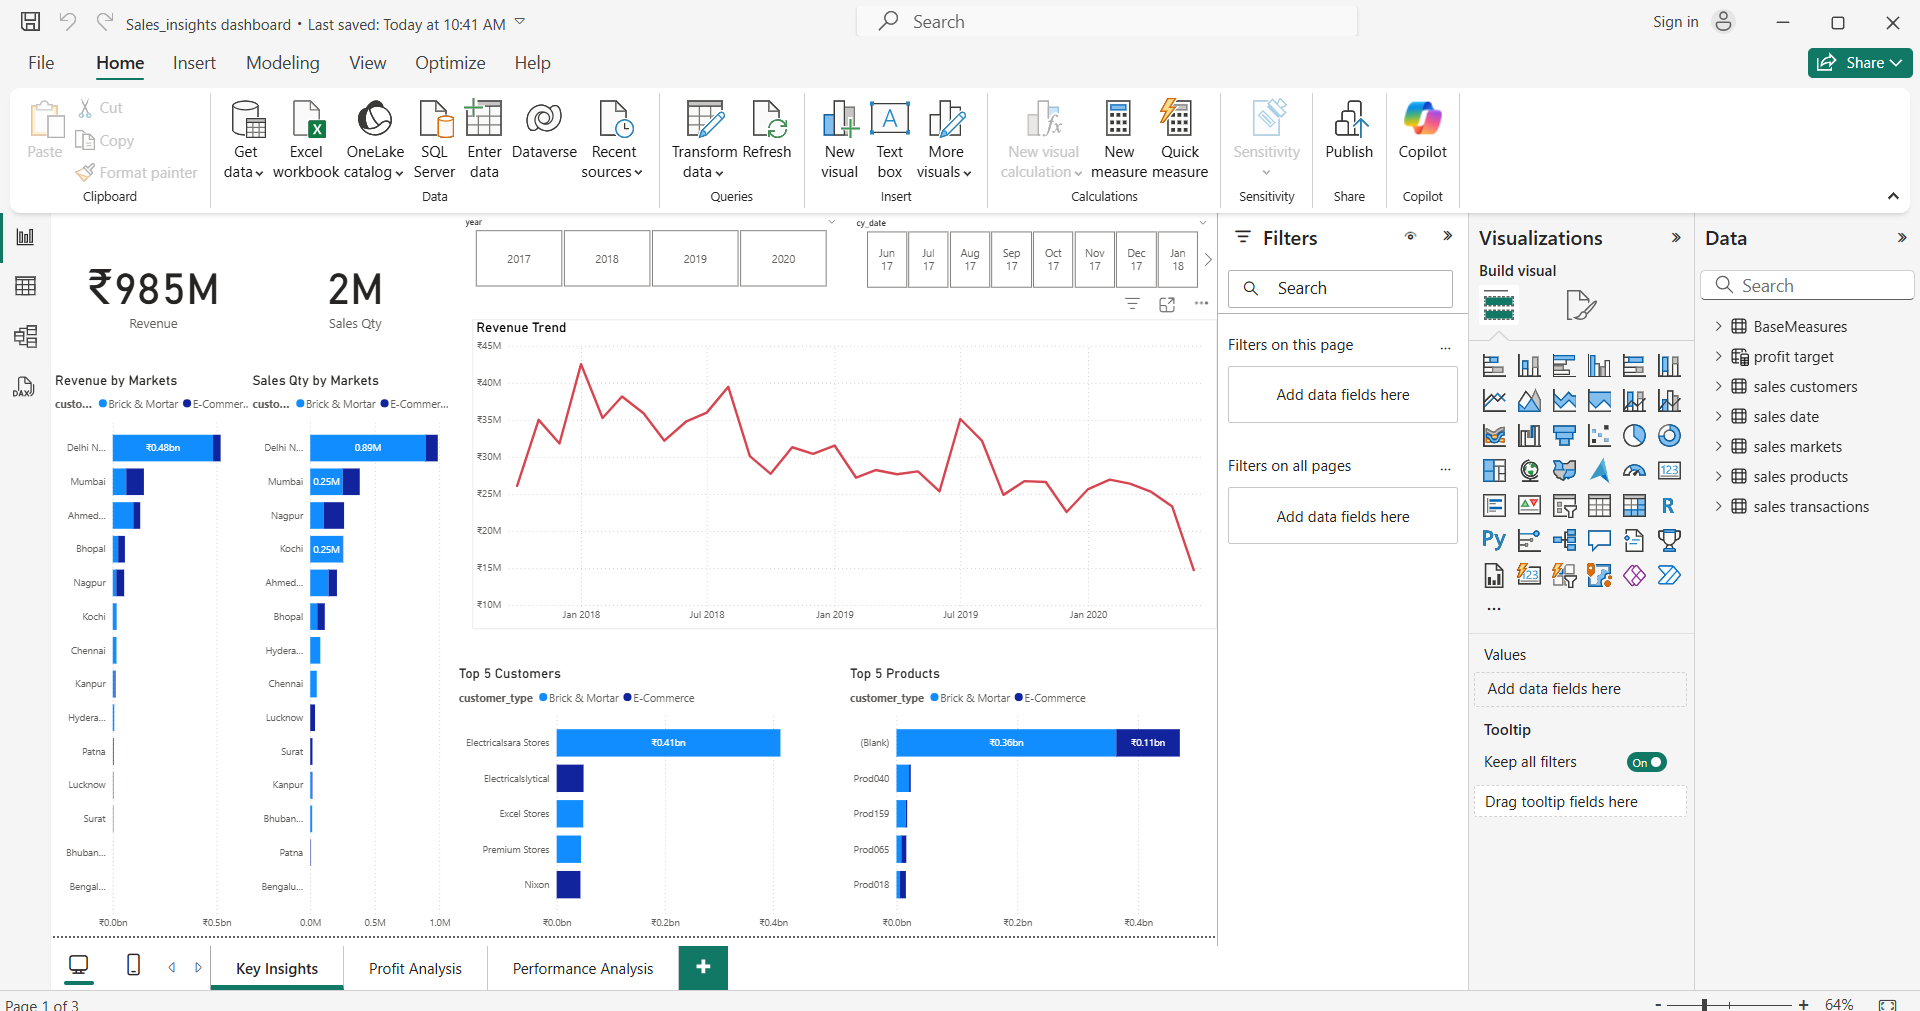 Sales_insights dashboard • Last saved: Today at 10:41 AM
Search
Sign in
File Home Insert Modeling View Optimize Help
Share
Paste
Cut
Copy
Format painter
Clipboard
Get data
Excel workbook
OneLake catalog
SQL Server
Enter data
Dataverse
Recent sources
Data
Transform data
Refresh
Queries
New visual
Text box
More visuals
Insert
New visual calculation
New measure
Quick measure
Calculations
Sensitivity
Sensitivity
Publish
Share
Copilot
Copilot
DAX
₹985M
Revenue
2M
Sales Qty
year
2017 2018 2019 2020
cy_date
Jun 17
Jul 17
Aug 17
Sep 17
Oct 17
Nov 17
Dec 17
Jan 18
Revenue by Markets
custo... Brick & Mortar E-Commer..
Delhi N... ₹0.48bn
Mumbai
Ahmed...
Bhopal
Nagpur
Kochi
Chennai
Kanpur
Hydera...
Patna
Lucknow
Surat
Bhuban...
Bengal...
₹0.0bn ₹0.5bn
Sales Qty by Markets
custo... Brick & Mortar E-Commer...
Delhi N... 0.89M
Mumbai 0.25M
Nagpur
Kochi 0.25M
Ahmed...
Bhopal
Hydera...
Chennai
Lucknow
Surat
Kanpur
Bhuban...
Patna
Bengalu...
0.0M 0.5M 1.0M
Revenue Trend
₹45M
₹40M
₹35M
₹30M
₹25M
₹20M
₹15M
₹10M
Jan 2018 Jul 2018 Jan 2019 Jul 2019 Jan 2020
Top 5 Customers
customer_type Brick & Mortar E-Commerce
Electricalsara Stores ₹0.41bn
Electricalslytical
Excel Stores
Premium Stores
Nixon
₹0.0bn ₹0.2bn ₹0.4bn
Top 5 Products
customer_type Brick & Mortar E-Commerce
(Blank) ₹0.36bn ₹0.11bn
Prod040
Prod159
Prod065
Prod018
₹0.0bn ₹0.2bn ₹0.4bn
Filters
Search
Filters on this page ...
Add data fields here
Filters on all pages ...
Add data fields here
Visualizations
Build visual
123
R
Py
123
...
Values
Add data fields here
Tooltip
Keep all filters On
Drag tooltip fields here
Data
Search
BaseMeasures
profit target
sales customers
sales date
sales markets
sales products
sales transactions
Key Insights Profit Analysis Performance Analysis +
Page 1 of 3
- + 64%